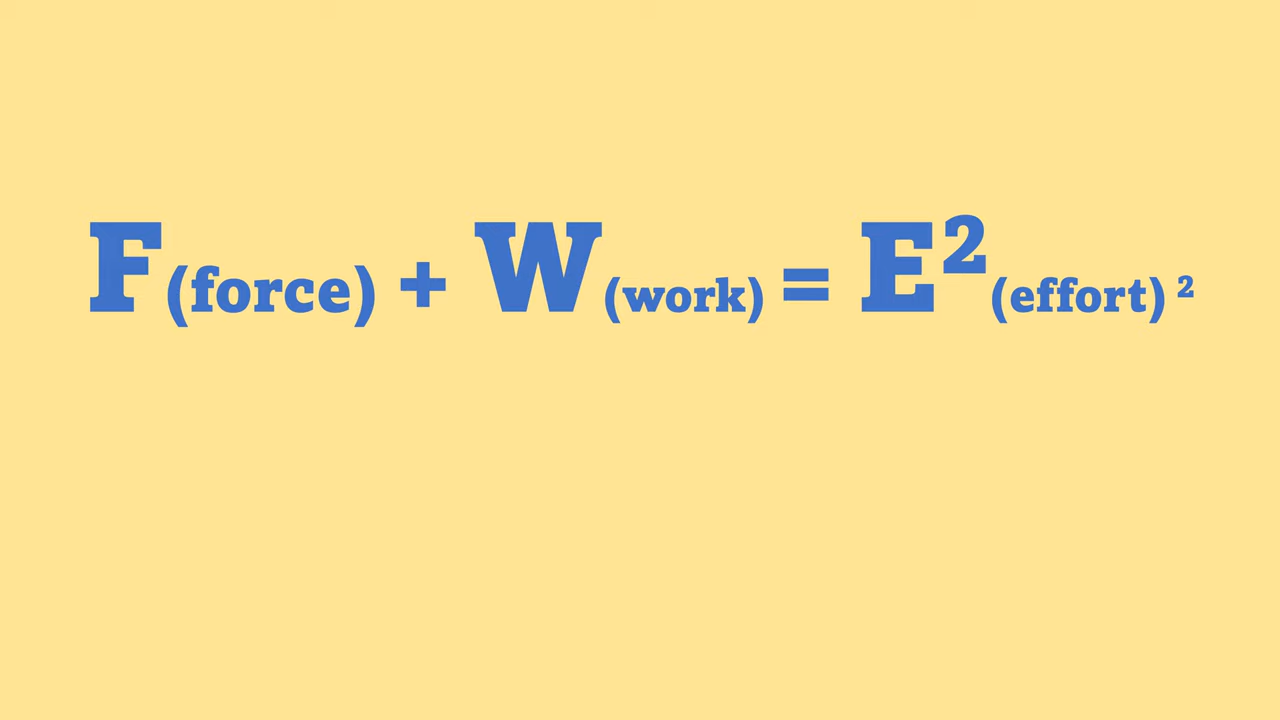 F(force) + W(work) = E²(effort) ²